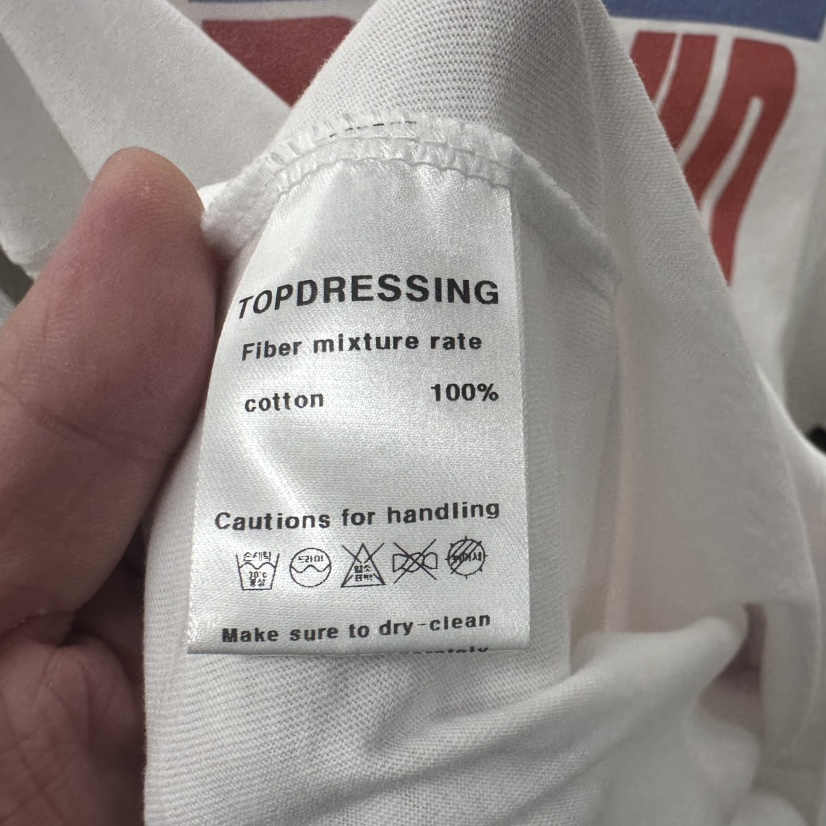 TOPDRESSING
Fiber mixture rate
cotton 100%
Cautions for handling
손세탁 30°c 중성
드라이
염소 표백
Make sure to dry-clean